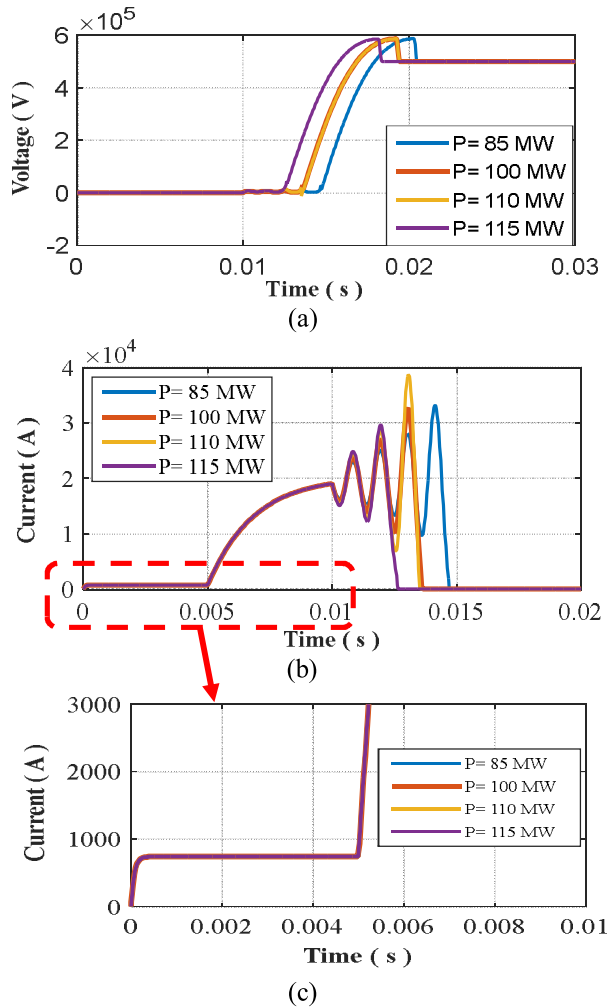 ×10⁵
6
4
2
0
-2
Voltage ( V )
P= 85 MW
P= 100 MW
P= 110 MW
P= 115 MW
0
0.01
0.02
0.03
Time ( s )
(a)
×10⁴
4
3
2
1
0
Current ( A )
P= 85 MW
P= 100 MW
P= 110 MW
P= 115 MW
0
0.005
0.01
0.015
0.02
Time ( s )
(b)
3000
2000
1000
0
Current ( A )
P= 85 MW
P= 100 MW
P= 110 MW
P= 115 MW
0
0.002
0.004
0.006
0.008
0.01
Time ( s )
(c)